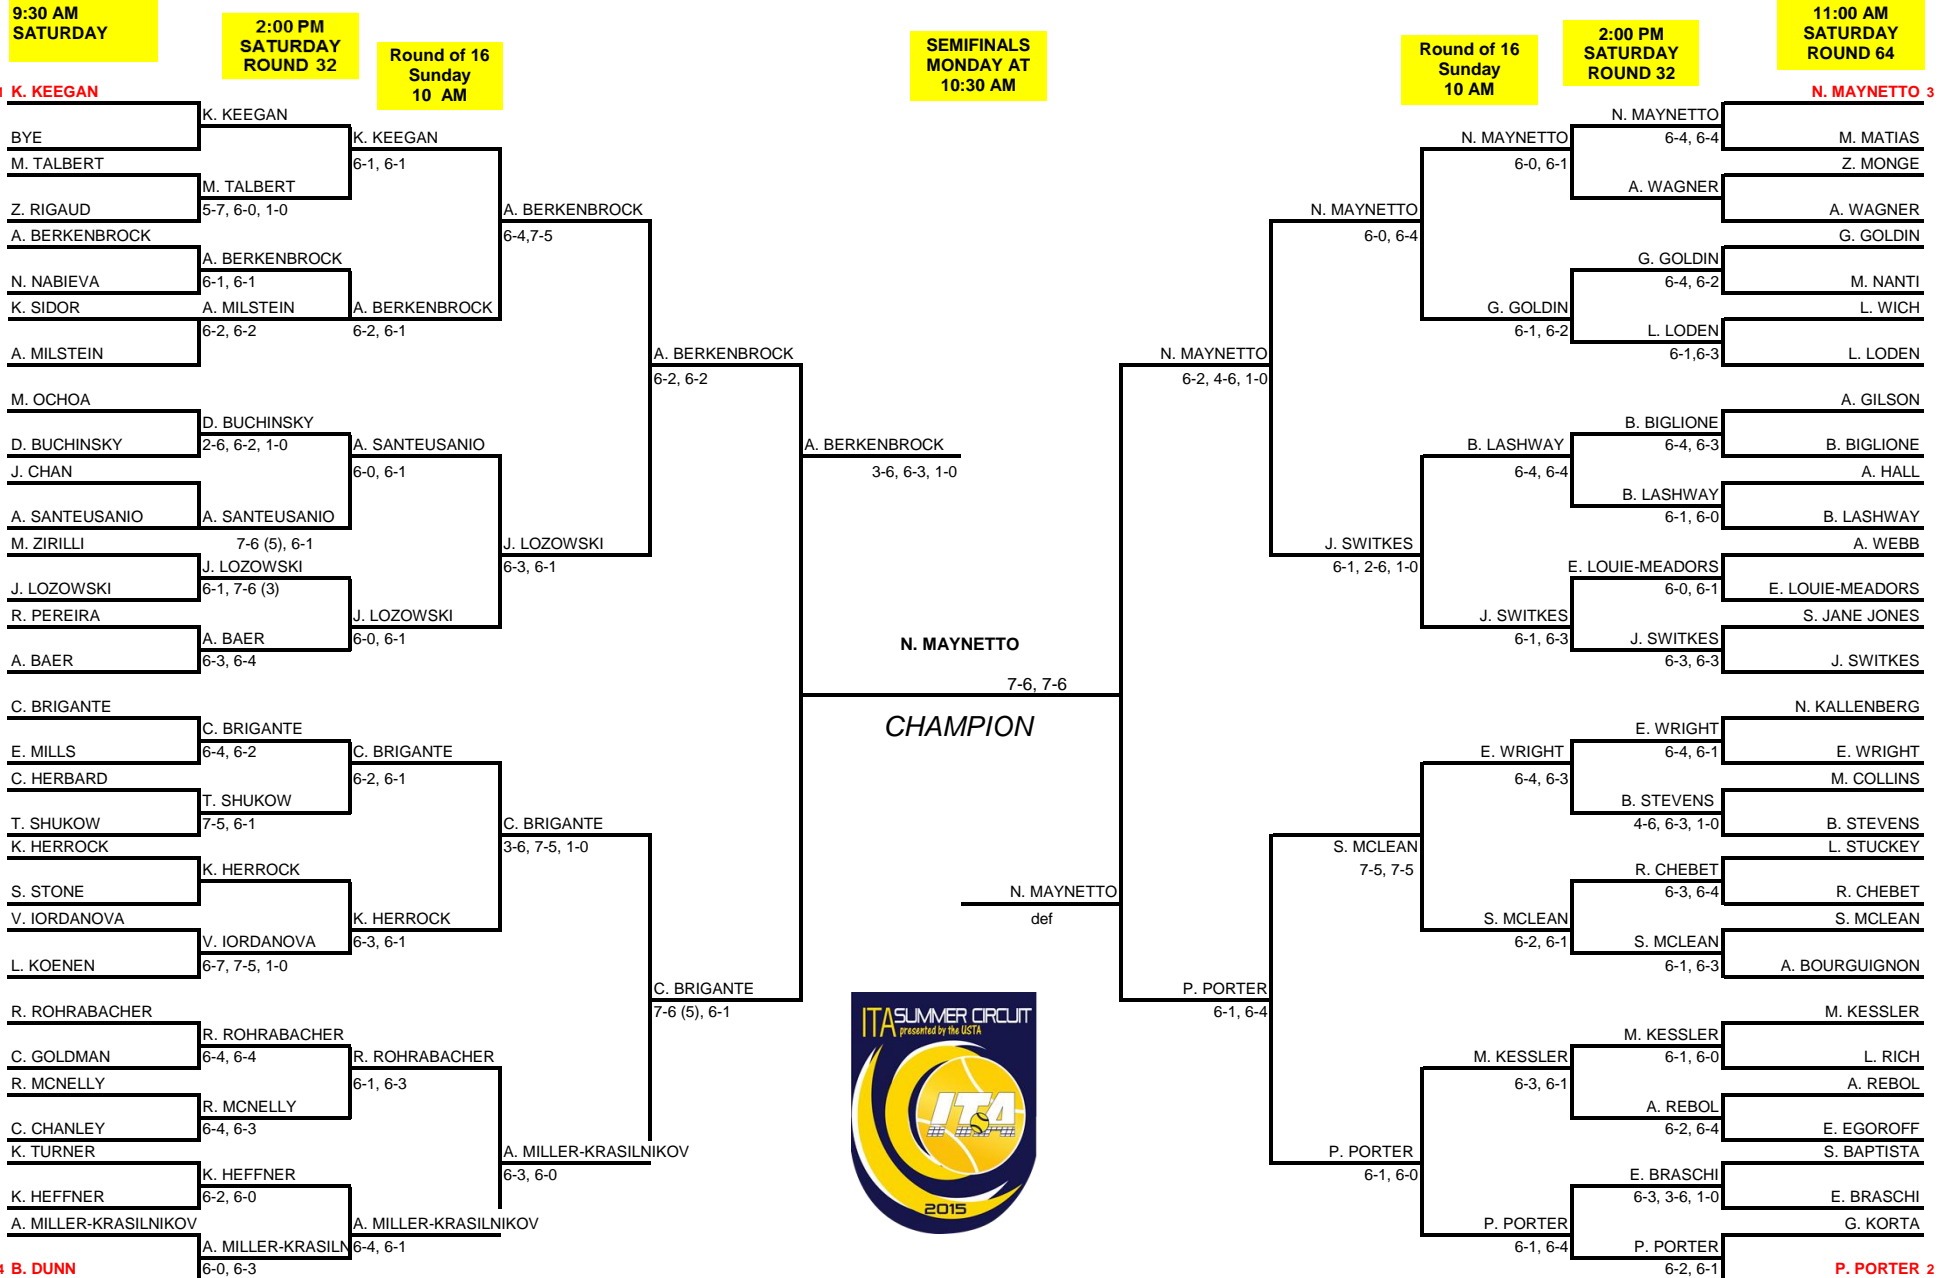 9:30 AM
SATURDAY
2:00 PM
SATURDAY
ROUND 32
Round of 16
Sunday
10 AM
SEMIFINALS
MONDAY AT
10:30 AM
Round of 16
Sunday
10 AM
2:00 PM
SATURDAY
ROUND 32
11:00 AM
SATURDAY
ROUND 64
1 K. KEEGAN
BYE
M. TALBERT
Z. RIGAUD
A. BERKENBROCK
N. NABIEVA
K. SIDOR
A. MILSTEIN
M. OCHOA
D. BUCHINSKY
J. CHAN
A. SANTEUSANIO
M. ZIRILLI
J. LOZOWSKI
R. PEREIRA
A. BAER
C. BRIGANTE
E. MILLS
C. HERBARD
T. SHUKOW
K. HERROCK
S. STONE
V. IORDANOVA
L. KOENEN
R. ROHRABACHER
C. GOLDMAN
R. MCNELLY
C. CHANLEY
K. TURNER
K. HEFFNER
A. MILLER-KRASILNIKOV
4 B. DUNN
K. KEEGAN
M. TALBERT
5-7, 6-0, 1-0
A. BERKENBROCK
6-1, 6-1
A. MILSTEIN
6-2, 6-2
D. BUCHINSKY
2-6, 6-2, 1-0
A. SANTEUSANIO
7-6 (5), 6-1
J. LOZOWSKI
6-1, 7-6 (3)
A. BAER
6-3, 6-4
C. BRIGANTE
6-4, 6-2
T. SHUKOW
7-5, 6-1
K. HERROCK
V. IORDANOVA
6-7, 7-5, 1-0
R. ROHRABACHER
6-4, 6-4
R. MCNELLY
6-4, 6-3
K. HEFFNER
6-2, 6-0
A. MILLER-KRASILN
6-0, 6-3
K. KEEGAN
6-1, 6-1
A. BERKENBROCK
6-2, 6-1
A. SANTEUSANIO
6-0, 6-1
J. LOZOWSKI
6-0, 6-1
C. BRIGANTE
6-2, 6-1
K. HERROCK
6-3, 6-1
R. ROHRABACHER
6-1, 6-3
A. MILLER-KRASILNIKOV
6-4, 6-1
A. BERKENBROCK
6-4,7-5
J. LOZOWSKI
6-3, 6-1
C. BRIGANTE
3-6, 7-5, 1-0
A. MILLER-KRASILNIKOV
6-3, 6-0
A. BERKENBROCK
6-2, 6-2
C. BRIGANTE
7-6 (5), 6-1
A. BERKENBROCK
3-6, 6-3, 1-0
N. MAYNETTO
7-6, 7-6
CHAMPION
N. MAYNETTO
def
ITA SUMMER CIRCUIT
presented by the USTA
ITA
2015
N. MAYNETTO
6-2, 4-6, 1-0
P. PORTER
6-1, 6-4
N. MAYNETTO
6-0, 6-4
J. SWITKES
6-1, 2-6, 1-0
S. MCLEAN
7-5, 7-5
P. PORTER
6-1, 6-0
N. MAYNETTO
6-0, 6-1
G. GOLDIN
6-1, 6-2
B. LASHWAY
6-4, 6-4
J. SWITKES
6-1, 6-3
E. WRIGHT
6-4, 6-3
S. MCLEAN
6-2, 6-1
M. KESSLER
6-3, 6-1
P. PORTER
6-1, 6-4
N. MAYNETTO
6-4, 6-4
A. WAGNER
G. GOLDIN
6-4, 6-2
L. LODEN
6-1,6-3
B. BIGLIONE
6-4, 6-3
B. LASHWAY
6-1, 6-0
E. LOUIE-MEADORS
6-0, 6-1
J. SWITKES
6-3, 6-3
E. WRIGHT
6-4, 6-1
B. STEVENS
4-6, 6-3, 1-0
R. CHEBET
6-3, 6-4
S. MCLEAN
6-1, 6-3
M. KESSLER
6-1, 6-0
A. REBOL
6-2, 6-4
E. BRASCHI
6-3, 3-6, 1-0
P. PORTER
6-2, 6-1
N. MAYNETTO 3
M. MATIAS
Z. MONGE
A. WAGNER
G. GOLDIN
M. NANTI
L. WICH
L. LODEN
A. GILSON
B. BIGLIONE
A. HALL
B. LASHWAY
A. WEBB
E. LOUIE-MEADORS
S. JANE JONES
J. SWITKES
N. KALLENBERG
E. WRIGHT
M. COLLINS
B. STEVENS
L. STUCKEY
R. CHEBET
S. MCLEAN
A. BOURGUIGNON
M. KESSLER
L. RICH
A. REBOL
E. EGOROFF
S. BAPTISTA
E. BRASCHI
G. KORTA
P. PORTER 2